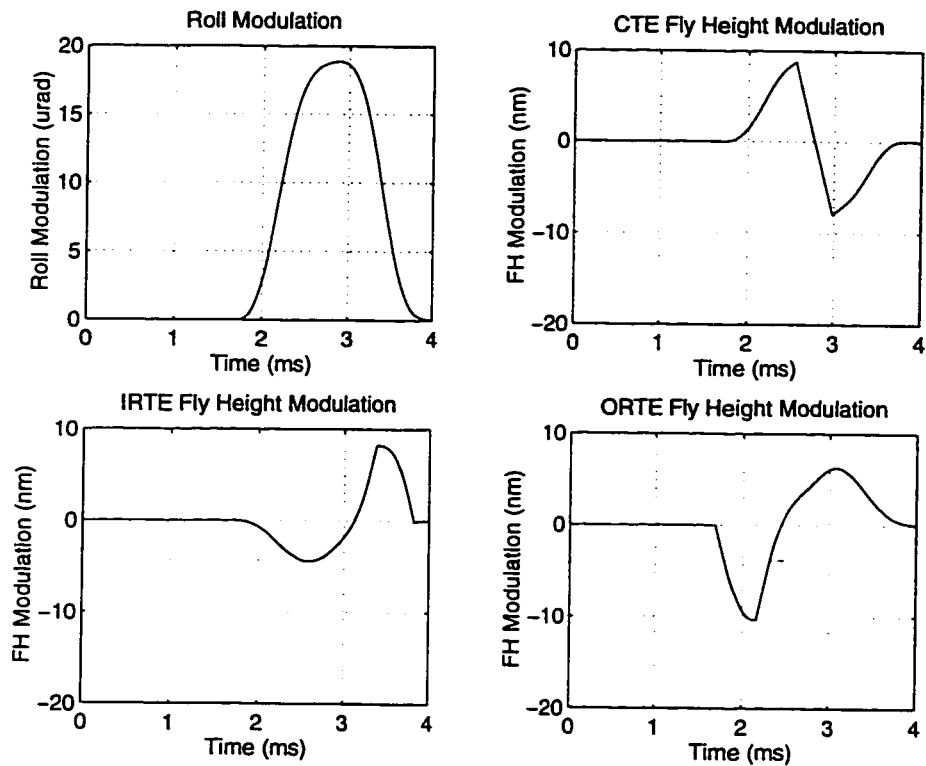 Roll Modulation
20
15
10
5
0
0 1 2 3 4
Roll Modulation (urad)
Time (ms)
CTE Fly Height Modulation
10
0
−10
−20
0 1 2 3 4
FH Modulation (nm)
Time (ms)
IRTE Fly Height Modulation
10
0
−10
−20
0 1 2 3 4
FH Modulation (nm)
Time (ms)
ORTE Fly Height Modulation
10
0
−10
−20
0 1 2 3 4
FH Modulation (nm)
Time (ms)